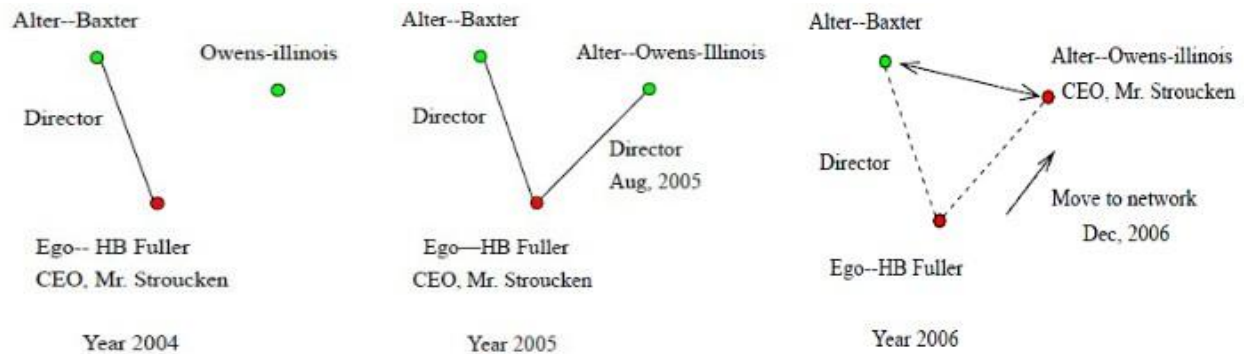 Alter--Baxter
Owens-illinois
Director
Ego-- HB Fuller
CEO, Mr. Stroucken
Year 2004
Alter--Baxter
Alter--Owens-Illinois
Director
Director
Aug, 2005
Ego—HB Fuller
CEO, Mr. Stroucken
Year 2005
Alter--Baxter
Alter--Owens-illinois
CEO, Mr. Stroucken
Director
Move to network
Dec, 2006
Ego--HB Fuller
Year 2006